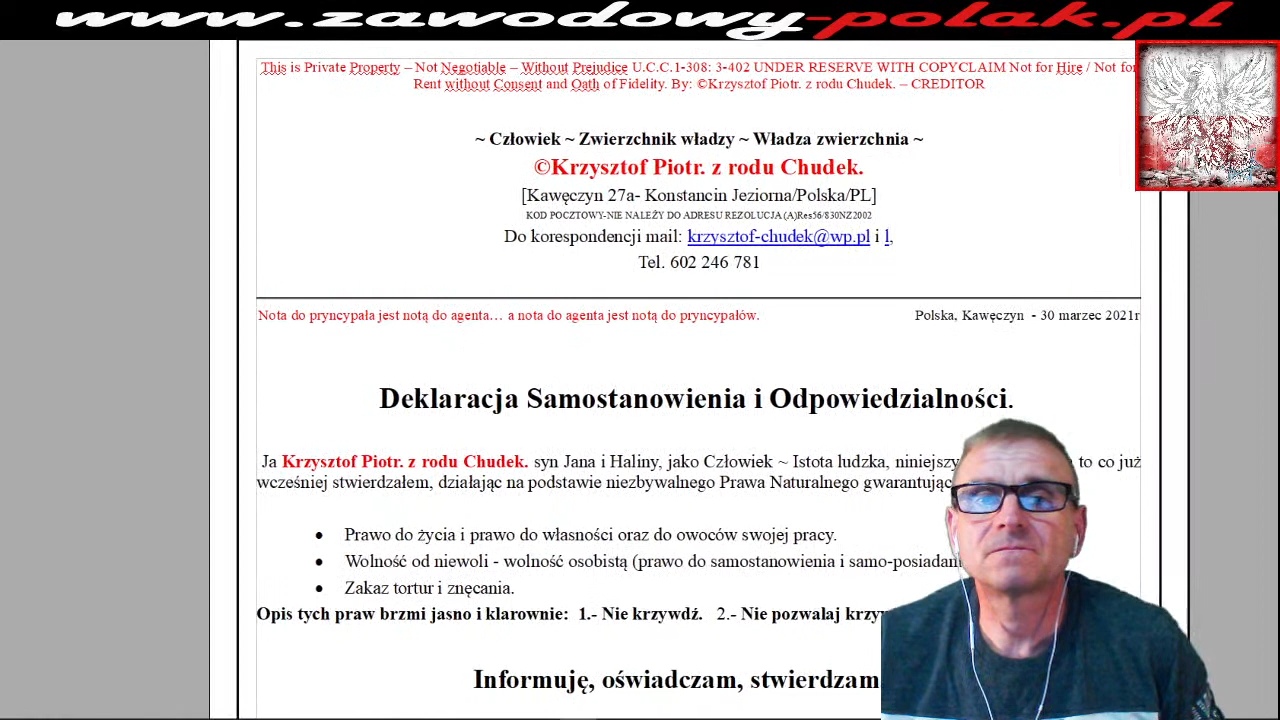 www.zawodowy-polak.pl
This is Private Property – Not Negotiable – Without Prejudice U.C.C.1-308: 3-402 UNDER RESERVE WITH COPYCLAIM Not for Hire / Not for
Rent without Consent and Oath of Fidelity. By: ©Krzysztof Piotr. z rodu Chudek. – CREDITOR
~ Człowiek ~ Zwierzchnik władzy ~ Władza zwierzchnia ~
©Krzysztof Piotr. z rodu Chudek.
[Kawęczyn 27a- Konstancin Jeziorna/Polska/PL]
KOD POCZTOWY-NIE NALEŻY DO ADRESU REZOLUCJA (A)Res56/830NZ2002
Do korespondencji mail: krzysztof-chudek@wp.pl i l,
Tel. 602 246 781
Nota do pryncypała jest notą do agenta… a nota do agenta jest notą do pryncypałów. Polska, Kawęczyn - 30 marzec 2021r
Deklaracja Samostanowienia i Odpowiedzialności.
Ja Krzysztof Piotr. z rodu Chudek. syn Jana i Haliny, jako Człowiek ~ Istota ludzka, to co już
wcześniej stwierdzałem, działając na podstawie niezbywalnego Prawa Naturalnego
• Prawo do życia i prawo do własności oraz do owoców swojej pracy.
• Wolność od niewoli - wolność osobistą (prawo do samostanowienia i
• Zakaz tortur i znęcania.
Opis tych praw brzmi jasno i klarownie: 1.- Nie krzywdź. 2.- Nie pozwalaj
Informuję, oświadczam, stwierdzam